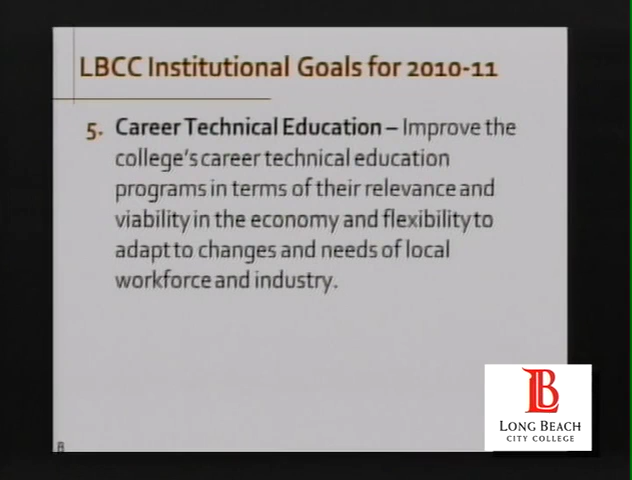 LBCC Institutional Goals for 2010-11
5. Career Technical Education – Improve the
college's career technical education
programs in terms of their relevance and
viability in the economy and flexibility to
adapt to changes and needs of local
workforce and industry.
8
LB
LONG BEACH
CITY COLLEGE